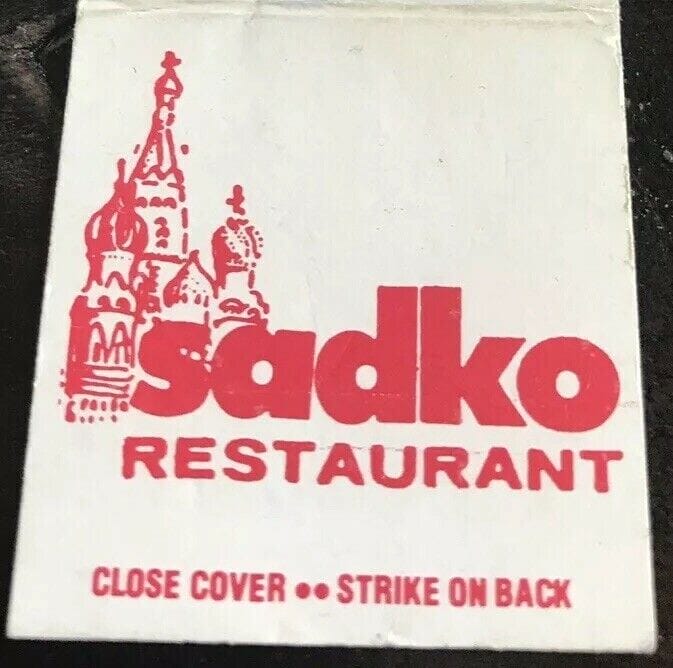 sadko
RESTAURANT
CLOSE COVER •• STRIKE ON BACK